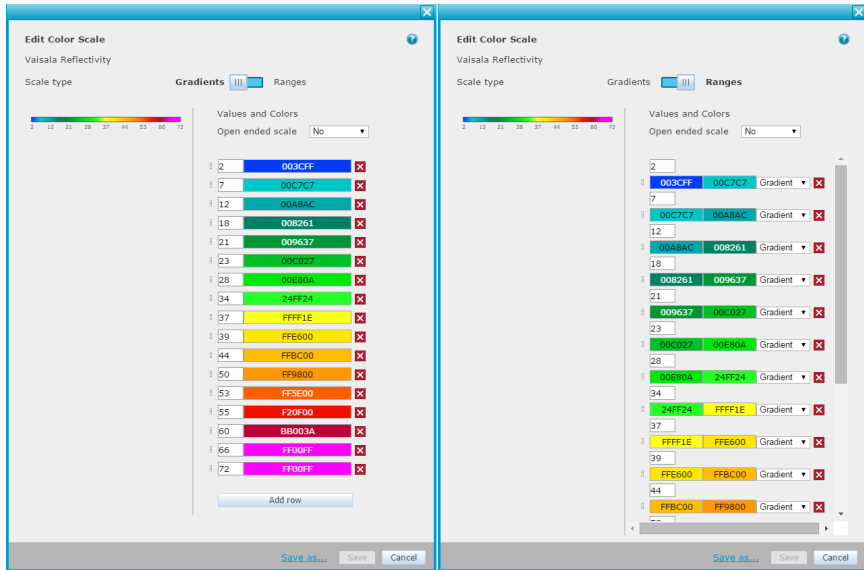 Edit Color Scale
Vaisala Reflectivity
Scale type Gradients Ranges
Values and Colors
Open ended scale No
2 12 21 28 37 44 53 60 72
2 003CFF
7 00C7C7
12 00A8AC
18 008261
21 009637
23 00C027
28 00E80A
34 24FF24
37 FFFF1E
39 FFE600
44 FFBC00
50 FF9800
53 FF5E00
55 F20F00
60 BB003A
66 FF00FF
72 FF00FF
Add row
Save as... Save Cancel
Edit Color Scale
Vaisala Reflectivity
Scale type Gradients Ranges
Values and Colors
Open ended scale No
2 12 21 28 37 44 53 60 72
2
003CFF 00C7C7 Gradient
7
00C7C7 00A8AC Gradient
12
00A8AC 008261 Gradient
18
008261 009637 Gradient
21
009637 00C027 Gradient
23
00C027 00E80A Gradient
28
00E80A 24FF24 Gradient
34
24FF24 FFFF1E Gradient
37
FFFF1E FFE600 Gradient
39
FFE600 FFBC00 Gradient
44
FFBC00 FF9800 Gradient
Save as... Save Cancel